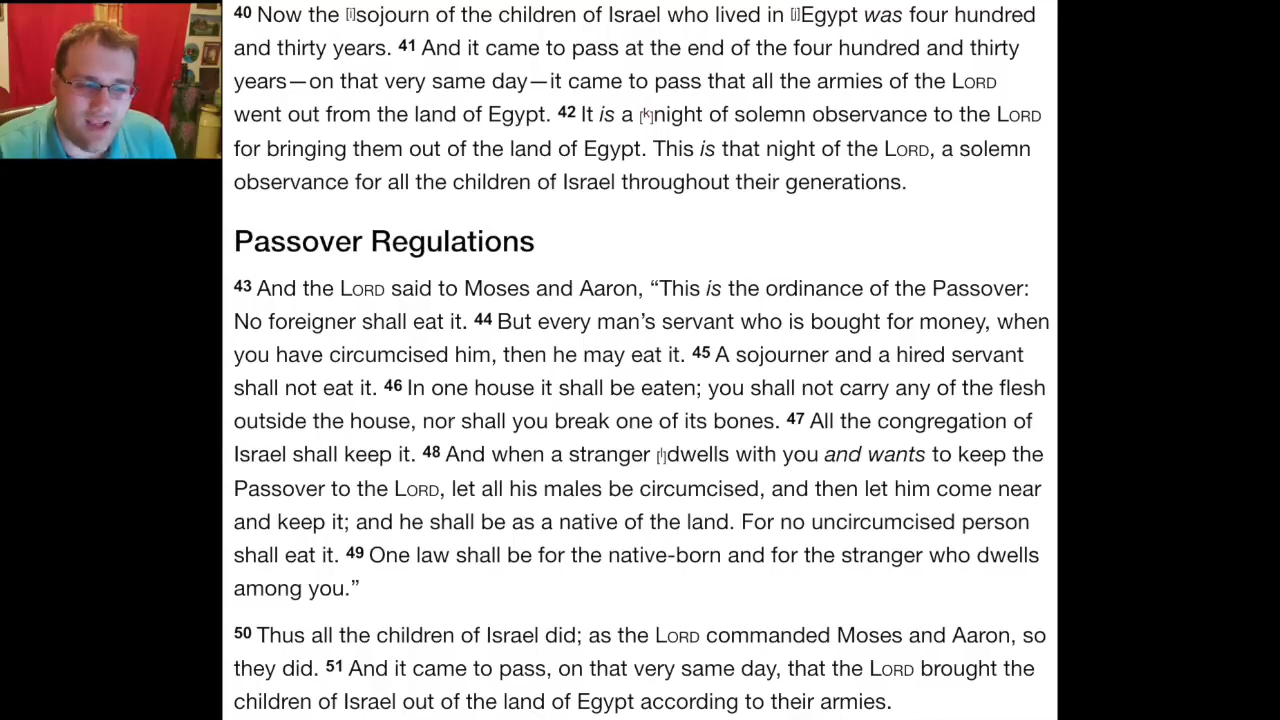 40 Now the [i]sojourn of the children of Israel who lived in [j]Egypt was four hundred
and thirty years. 41 And it came to pass at the end of the four hundred and thirty
years—on that very same day—it came to pass that all the armies of the LORD
went out from the land of Egypt. 42 It is a [k]night of solemn observance to the LORD
for bringing them out of the land of Egypt. This is that night of the LORD, a solemn
observance for all the children of Israel throughout their generations.
Passover Regulations
43 And the LORD said to Moses and Aaron, “This is the ordinance of the Passover:
No foreigner shall eat it. 44 But every man’s servant who is bought for money, when
you have circumcised him, then he may eat it. 45 A sojourner and a hired servant
shall not eat it. 46 In one house it shall be eaten; you shall not carry any of the flesh
outside the house, nor shall you break one of its bones. 47 All the congregation of
Israel shall keep it. 48 And when a stranger [l]dwells with you and wants to keep the
Passover to the LORD, let all his males be circumcised, and then let him come near
and keep it; and he shall be as a native of the land. For no uncircumcised person
shall eat it. 49 One law shall be for the native-born and for the stranger who dwells
among you.”
50 Thus all the children of Israel did; as the LORD commanded Moses and Aaron, so
they did. 51 And it came to pass, on that very same day, that the LORD brought the
children of Israel out of the land of Egypt according to their armies.